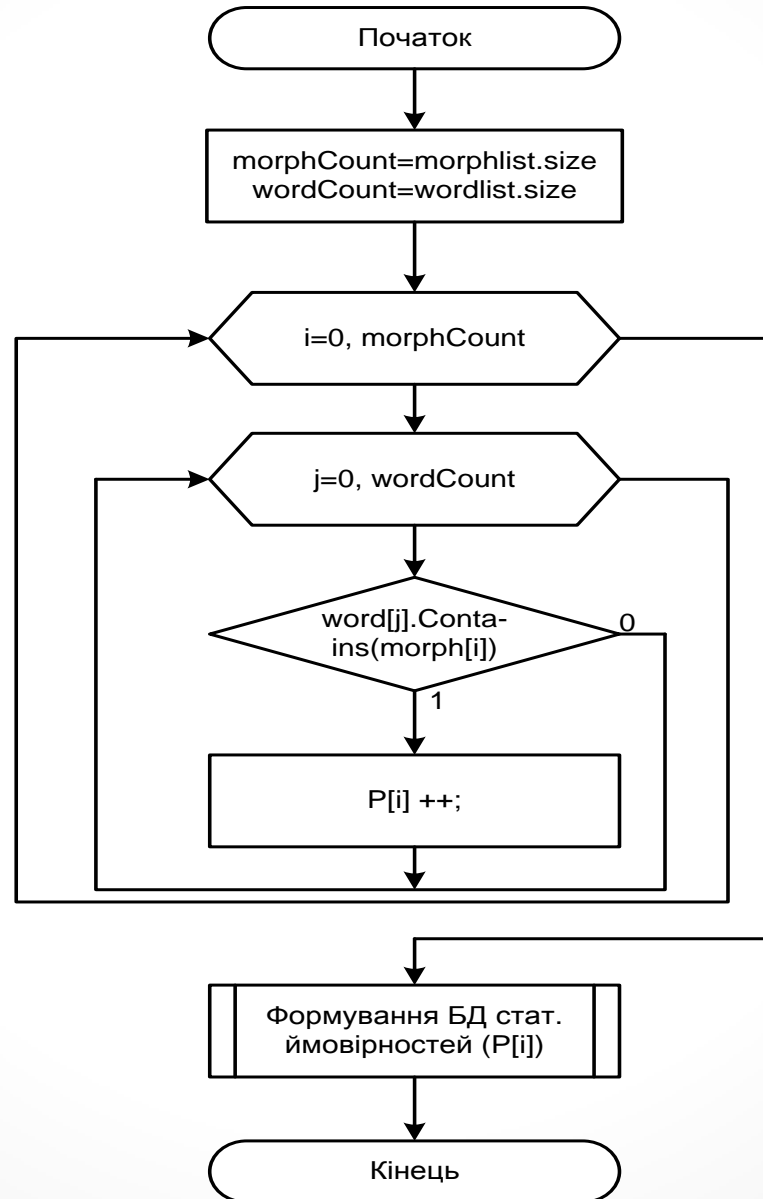 Початок
morphCount=morphlist.size
wordCount=wordlist.size
i=0, morphCount
j=0, wordCount
word[j].Conta-
ins(morph[i])
0
1
P[i] ++;
Формування БД стат.
ймовірностей (P[i])
Кінець